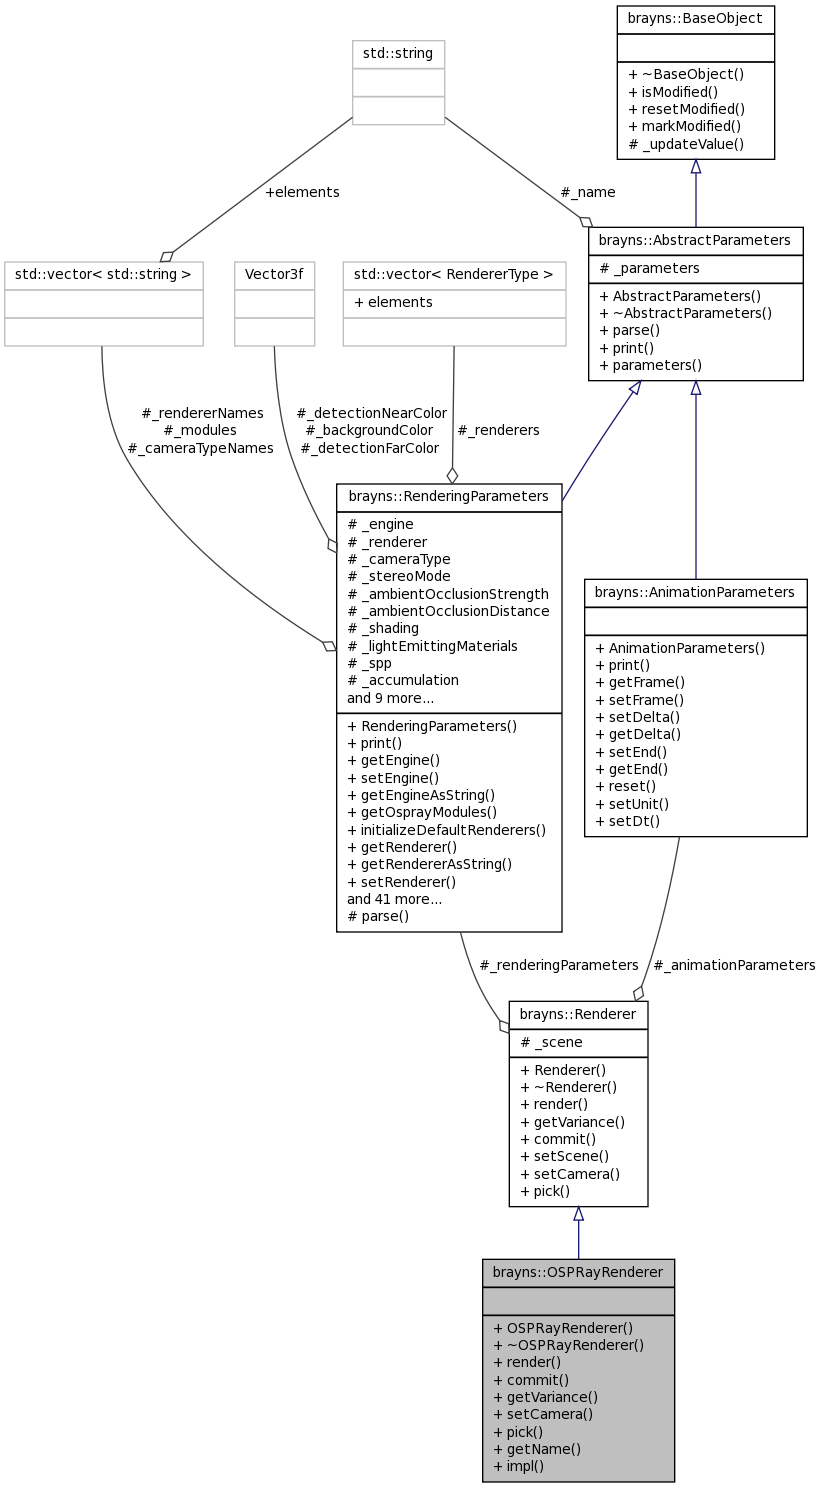 brayns::BaseObject
+ ~BaseObject()
+ isModified()
+ resetModified()
+ markModified()
# _updateValue()
std::string
+elements
#_name
brayns::AbstractParameters
# _parameters
+ AbstractParameters()
+ ~AbstractParameters()
+ parse()
+ print()
+ parameters()
std::vector< std::string >
Vector3f
std::vector< RendererType >
+ elements
#_rendererNames
#_modules
#_cameraTypeNames
#_detectionNearColor
#_backgroundColor
#_detectionFarColor
#_renderers
brayns::RenderingParameters
# _engine
# _renderer
# _cameraType
# _stereoMode
# _ambientOcclusionStrength
# _ambientOcclusionDistance
# _shading
# _lightEmittingMaterials
# _spp
# _accumulation
and 9 more...
+ RenderingParameters()
+ print()
+ getEngine()
+ setEngine()
+ getEngineAsString()
+ getOsprayModules()
+ initializeDefaultRenderers()
+ getRenderer()
+ getRendererAsString()
+ setRenderer()
and 41 more...
# parse()
brayns::AnimationParameters
+ AnimationParameters()
+ print()
+ getFrame()
+ setFrame()
+ setDelta()
+ getDelta()
+ setEnd()
+ getEnd()
+ reset()
+ setUnit()
+ setDt()
#_renderingParameters
#_animationParameters
brayns::Renderer
# _scene
+ Renderer()
+ ~Renderer()
+ render()
+ getVariance()
+ commit()
+ setScene()
+ setCamera()
+ pick()
brayns::OSPRayRenderer
+ OSPRayRenderer()
+ ~OSPRayRenderer()
+ render()
+ commit()
+ getVariance()
+ setCamera()
+ pick()
+ getName()
+ impl()